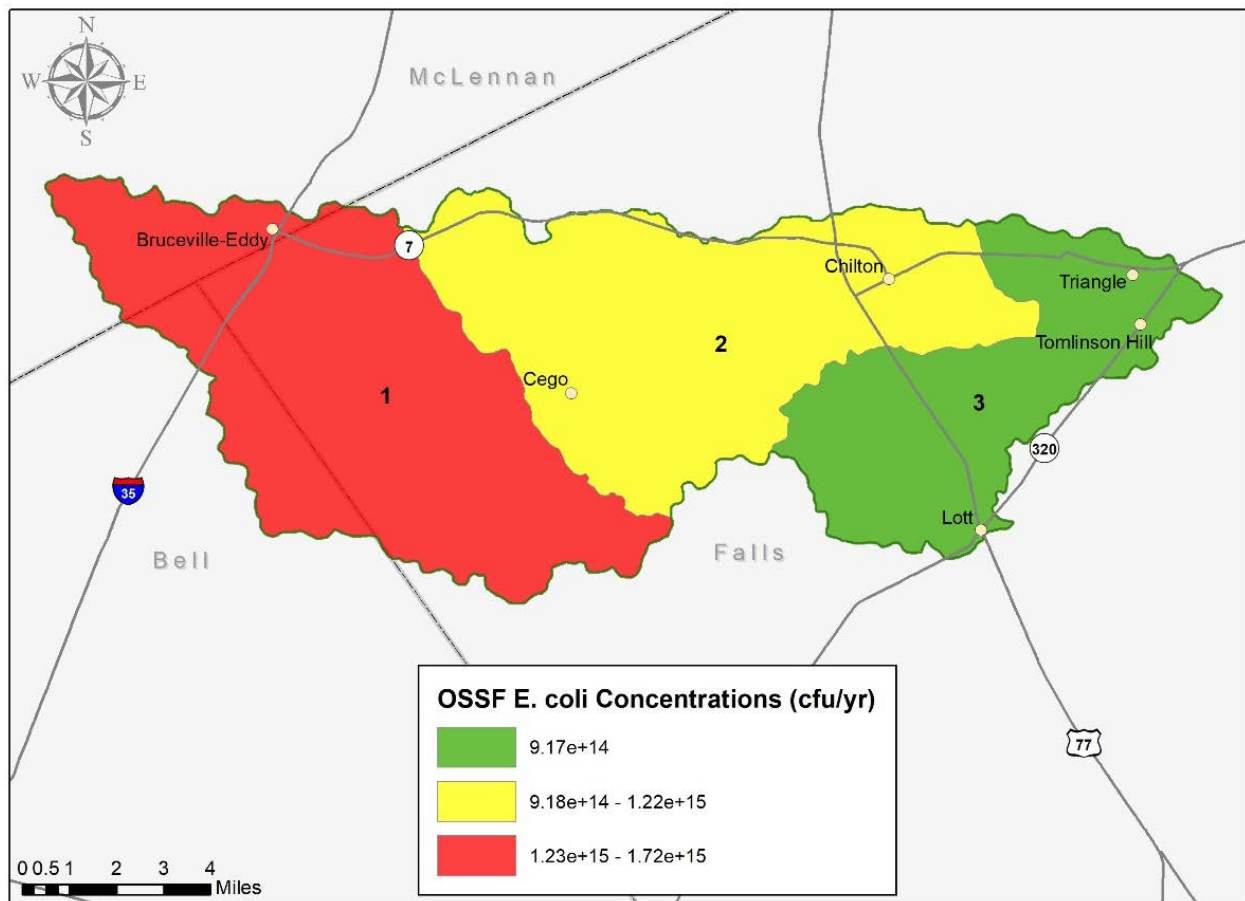 N
W E
S
McLennan
Bruceville-Eddy
7
Chilton
Triangle
Tomlinson Hill
2
Cego
1
3
320
35
Lott
Bell
Falls
OSSF E. coli Concentrations (cfu/yr)
9.17e+14
9.18e+14 - 1.22e+15
1.23e+15 - 1.72e+15
77
0 0.5 1 2 3 4
Miles